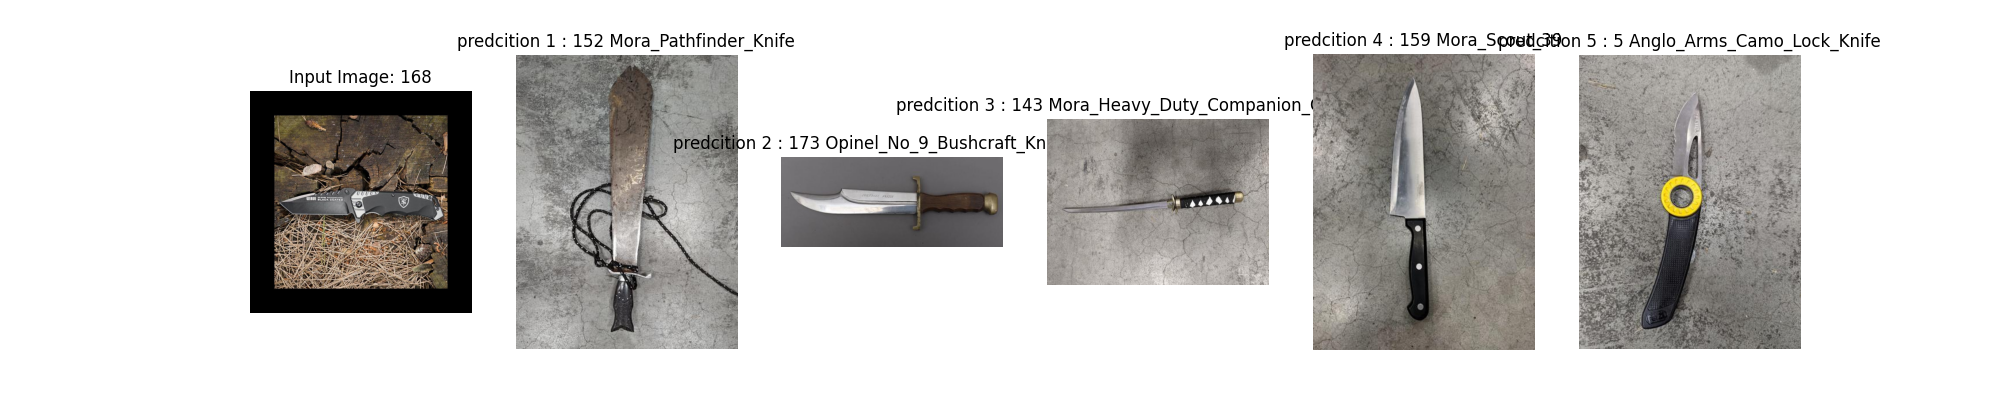 Input Image: 168
predcition 1 : 152 Mora_Pathfinder_Knife
predcition 2 : 173 Opinel_No_9_Bushcraft_Kn
predcition 3 : 143 Mora_Heavy_Duty_Companion_
predcition 4 : 159 Mora_Scout_39
predcition 5 : 5 Anglo_Arms_Camo_Lock_Knife